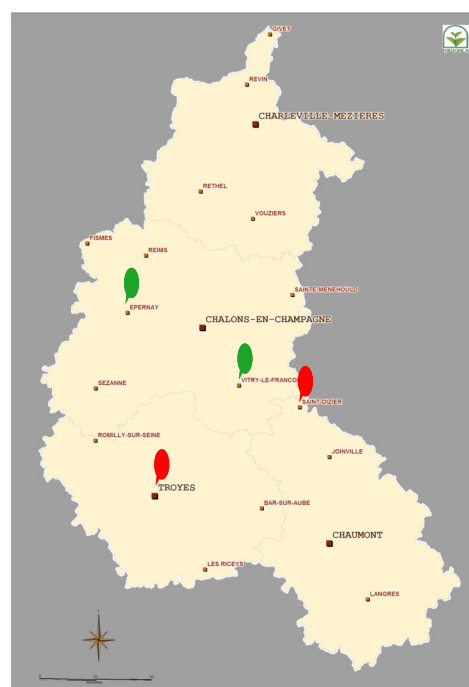 GIVET
REVIN
CHARLEVILLE-MEZIERES
RETHEL
VOUZIERS
FISMES
REIMS
SAINTE-MENEHOULD
EPERNAY
CHALONS-EN-CHAMPAGNE
VITRY-LE-FRANCO
SEZANNE
SAINT-DIZIER
ROMILLY-SUR-SEINE
JOINVILLE
TROYES
BAR-SUR-AUBE
CHAUMONT
LES RICEYS
LANGRES